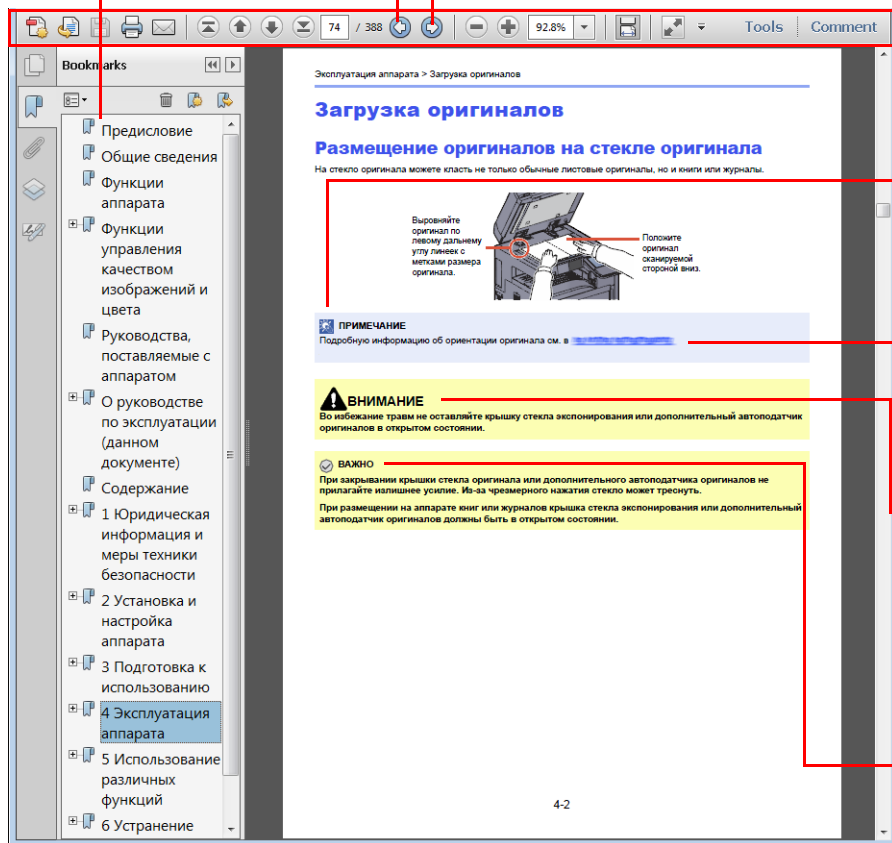 74 / 388
92.8%
Tools
Comment
Bookmarks
Предисловие
Общие сведения
Функции
аппарата
Функции
управления
качеством
изображений и
цвета
Руководства,
поставляемые с
аппаратом
О руководстве
по эксплуатации
(данном
документе)
Содержание
1 Юридическая
информация и
меры техники
безопасности
2 Установка и
настройка
аппарата
3 Подготовка к
использованию
4 Эксплуатация
аппарата
5 Использование
различных
функций
6 Устранение
Эксплуатация аппарата > Загрузка оригиналов
Загрузка оригиналов
Размещение оригиналов на стекле оригинала
На стекло оригинала можете класть не только обычные листовые оригиналы, но и книги или журналы.
Выровняйте
оригинал по
левому дальнему
углу линеек с
метками размера
оригинала.
Положите
оригинал
сканируемой
стороной вниз.
ПРИМЕЧАНИЕ
Подробную информацию об ориентации оригинала см. в
ВНИМАНИЕ
Во избежание травм не оставляйте крышку стекла экспонирования или дополнительный автоподатчик
оригиналов в открытом состоянии.
ВАЖНО
При закрывании крышки стекла оригинала или дополнительного автоподатчика оригиналов не
прилагайте излишнее усилие. Из-за чрезмерного нажатия стекло может треснуть.
При размещении на аппарате книг или журналов крышка стекла экспонирования или дополнительный
автоподатчик оригиналов должны быть в открытом состоянии.
4-2